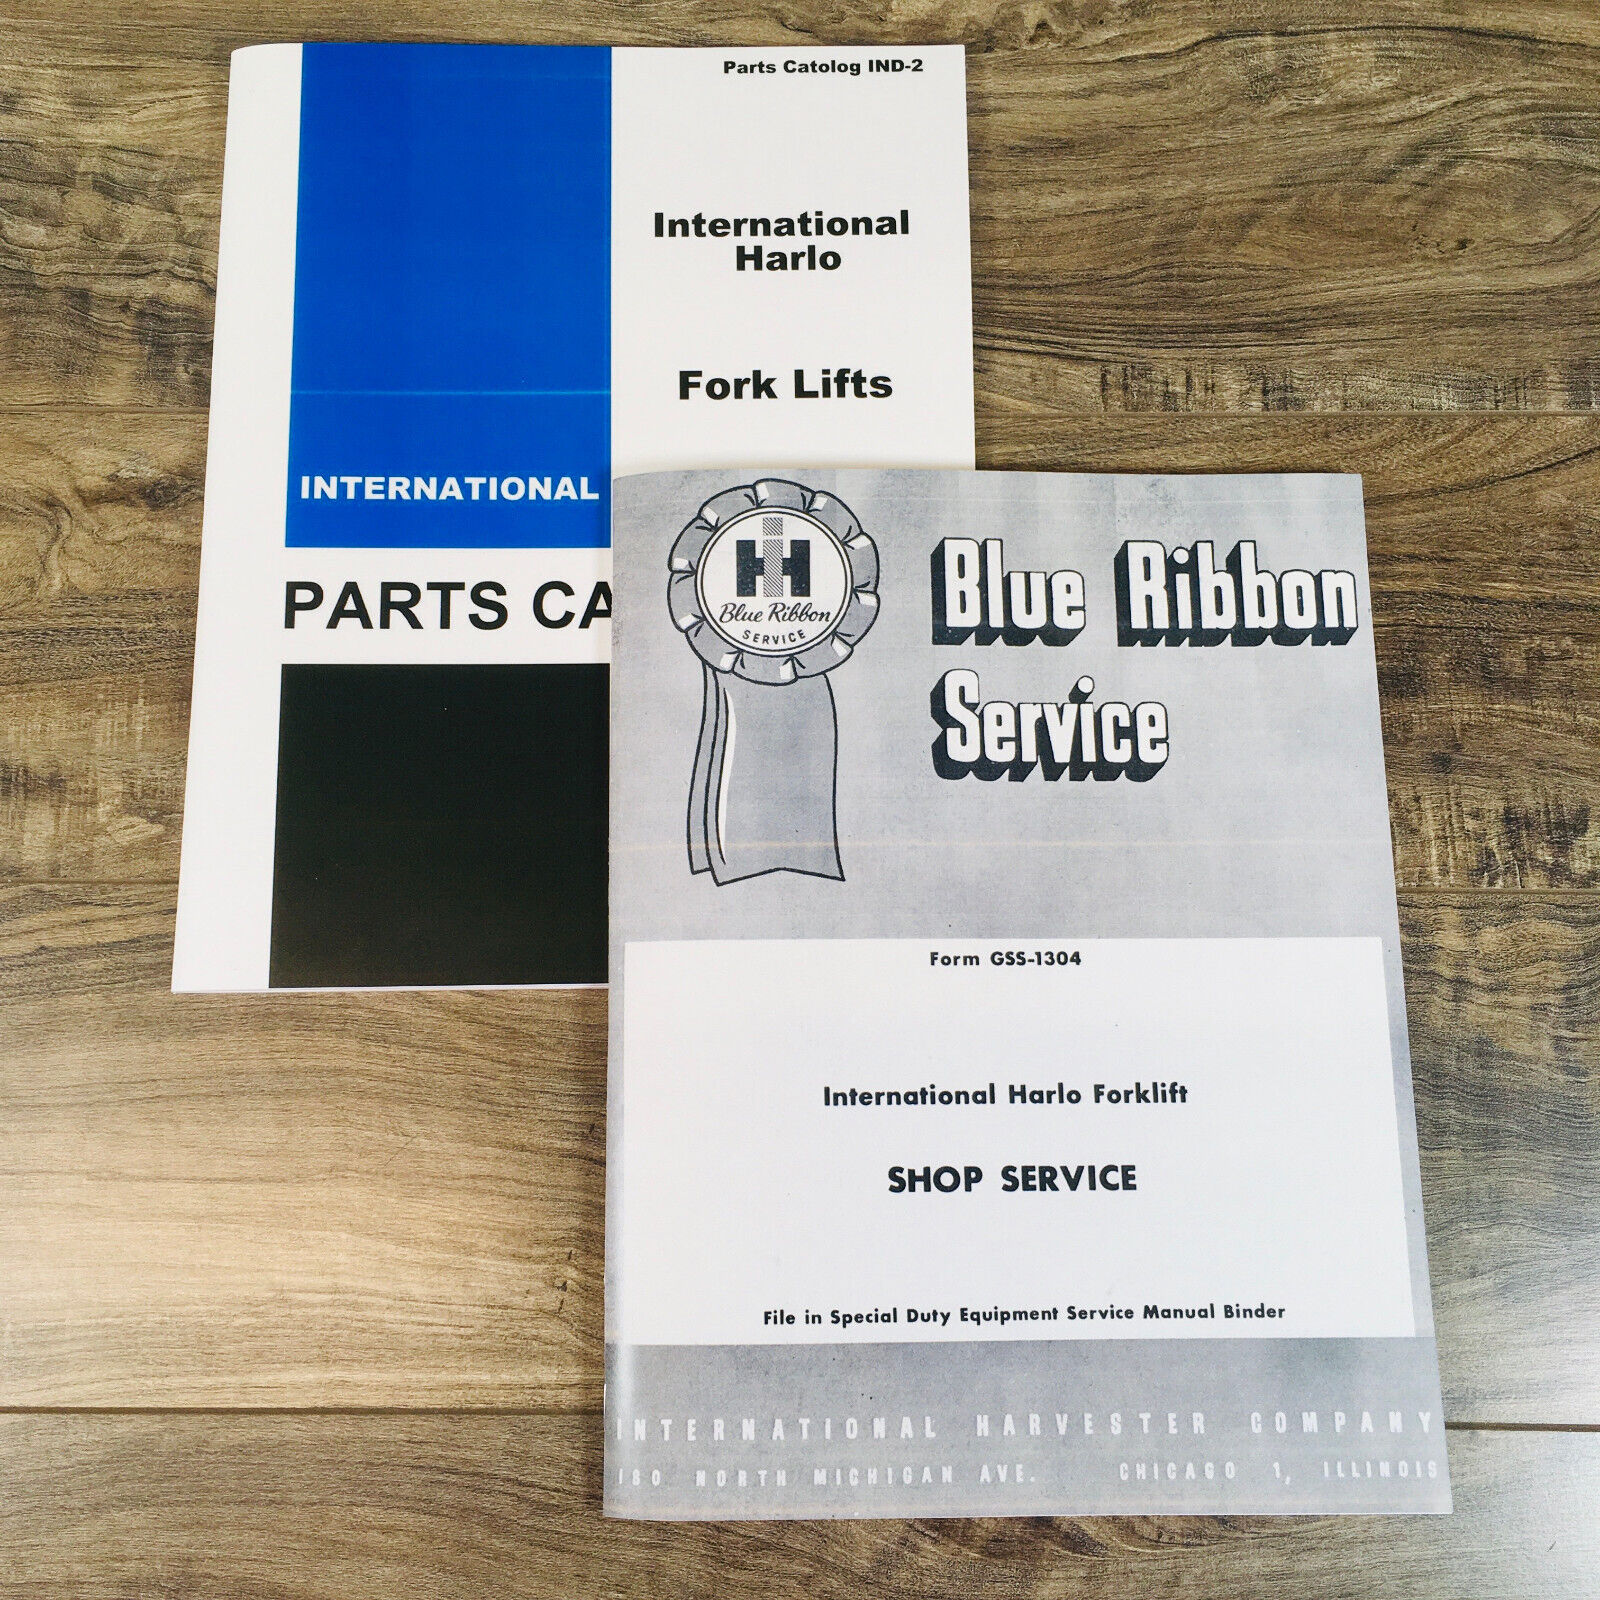 Parts Catolog IND-2
International
Harlo
Fork Lifts
INTERNATIONAL
PARTS CA
IH
Blue Ribbon
SERVICE
Blue Ribbon
Service
Form GSS-1304
International Harlo Forklift
SHOP SERVICE
File in Special Duty Equipment Service Manual Binder
INTERNATIONAL HARVESTER COMPANY
180 NORTH MICHIGAN AVE. CHICAGO 1, ILLINOIS